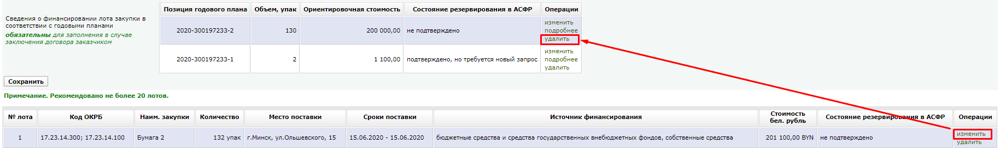 Позиция годового плана Объем, упак Ориентировочная стоимость Состояние резервирования в АСФР Операции
Сведения о финансировании лота закупки в
соответствии с годовыми планами
обязательны для заполнения в случае
заключения договора заказчиком
2020-300197233-2 130 200 000,00 не подтверждено
изменить
подробнее
удалить
2020-300197233-1 2 1 100,00 подтверждено, но требуется новый запрос
изменить
подробнее
удалить
Сохранить
Примечание. Рекомендовано не более 20 лотов.
№ лота Код ОКРБ Наим. закупки Количество Место поставки Сроки поставки Источник финансирования Стоимость
бел. рубль Состояние резервирования в АСФР Операции
1 17.23.14.300; 17.23.14.100 Бумага 2 132 упак г.Минск, ул.Ольшевского, 15 15.06.2020 - 15.06.2020 бюджетные средства и средства государственных внебюджетных фондов, собственные средства 201 100,00 BYN не подтверждено
изменить
удалить